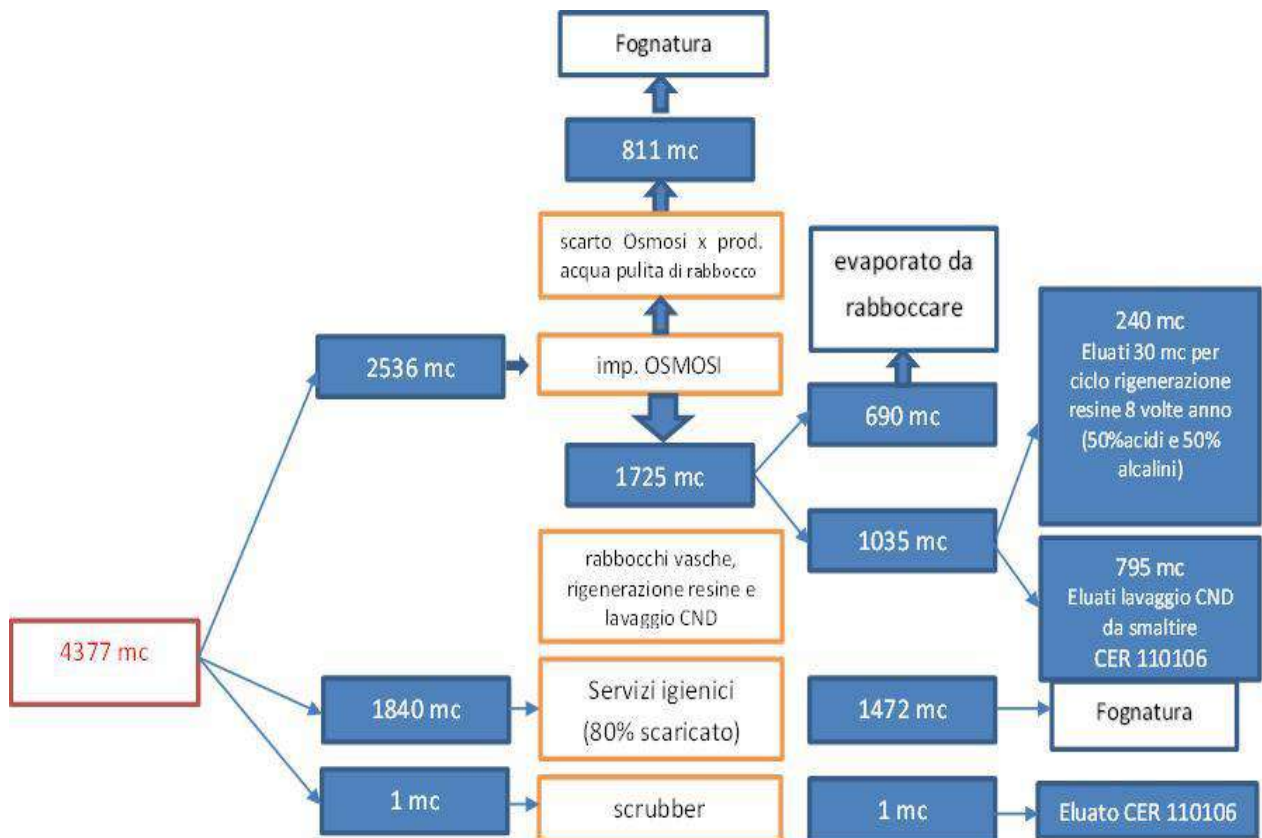 Fognatura
811 mc
scarto Osmosi x prod.
acqua pulita di rabbocco
evaporato da
rabboccare
2536 mc
imp. OSMOSI
690 mc
240 mc
Eluati 30 mc per
ciclo rigenerazione
resine 8 volte anno
(50%acidi e 50%
alcalini)
1725 mc
1035 mc
rabbocchi vasche,
rigenerazione resine e
lavaggio CND
795 mc
Eluati lavaggio CND
da smaltire
CER 110106
4377 mc
1840 mc
Servizi igienici
(80% scaricato)
1472 mc
Fognatura
1 mc
scrubber
1 mc
Eluato CER 110106